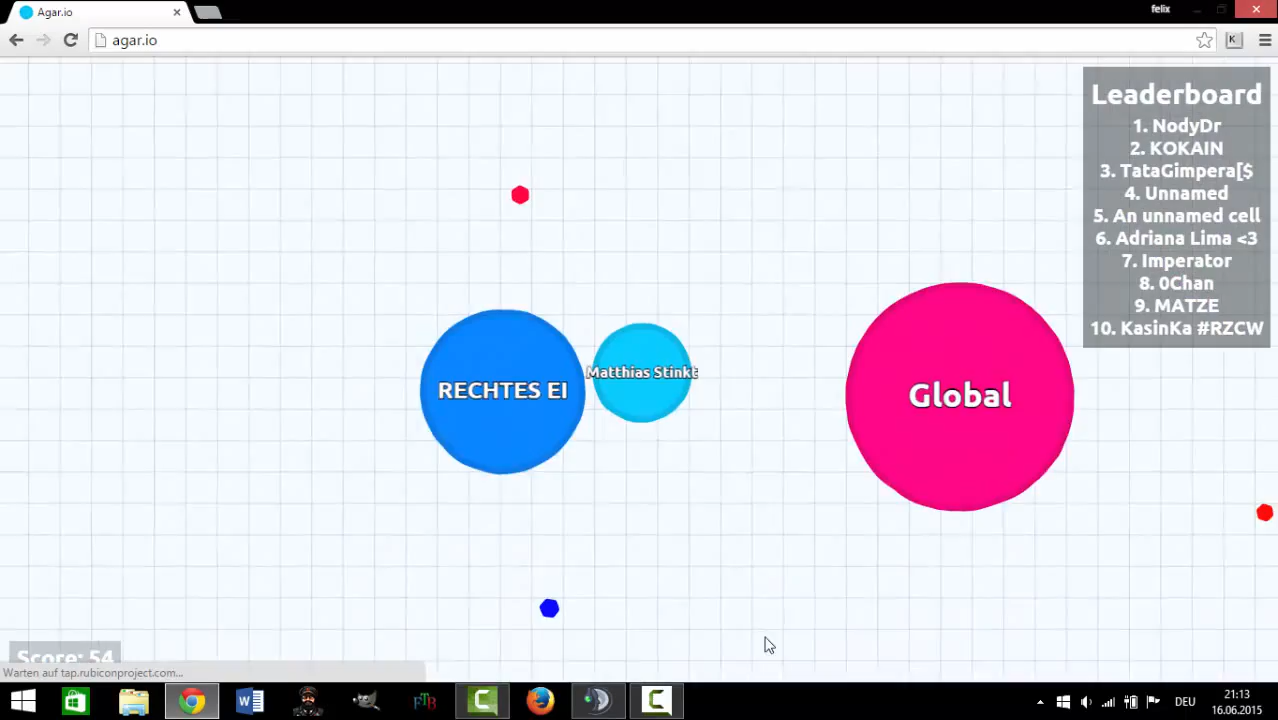 Agar.io
felix
agar.io
Leaderboard
1. NodyDr
2. KOKAIN
3. TataGimpera[$
4. Unnamed
5. An unnamed cell
6. Adriana Lima <3
7. Imperator
8. 0Chan
9. MATZE
10. KasinKa #RZCW
RECHTES EI
Matthias Stinkt
Global
Score: 54
Warten auf tap.rubiconproject.com...
FTB
DEU
21:13
16.06.2015